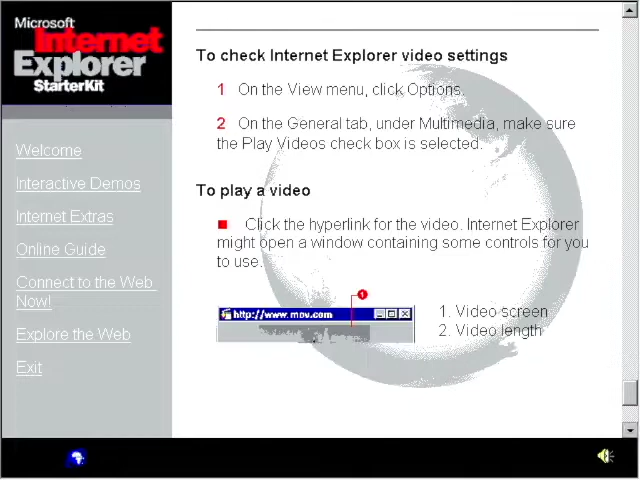 Microsoft
Internet
Explorer
StarterKit
Welcome
Interactive Demos
Internet Extras
Online Guide
Connect to the Web
Now!
Explore the Web
Exit
To check Internet Explorer video settings
1 On the View menu, click Options.
2 On the General tab, under Multimedia, make sure
the Play Videos check box is selected.
To play a video
Click the hyperlink for the video. Internet Explorer
might open a window containing some controls for you
to use.
1
http://www.mov.com
1. Video screen
2. Video length